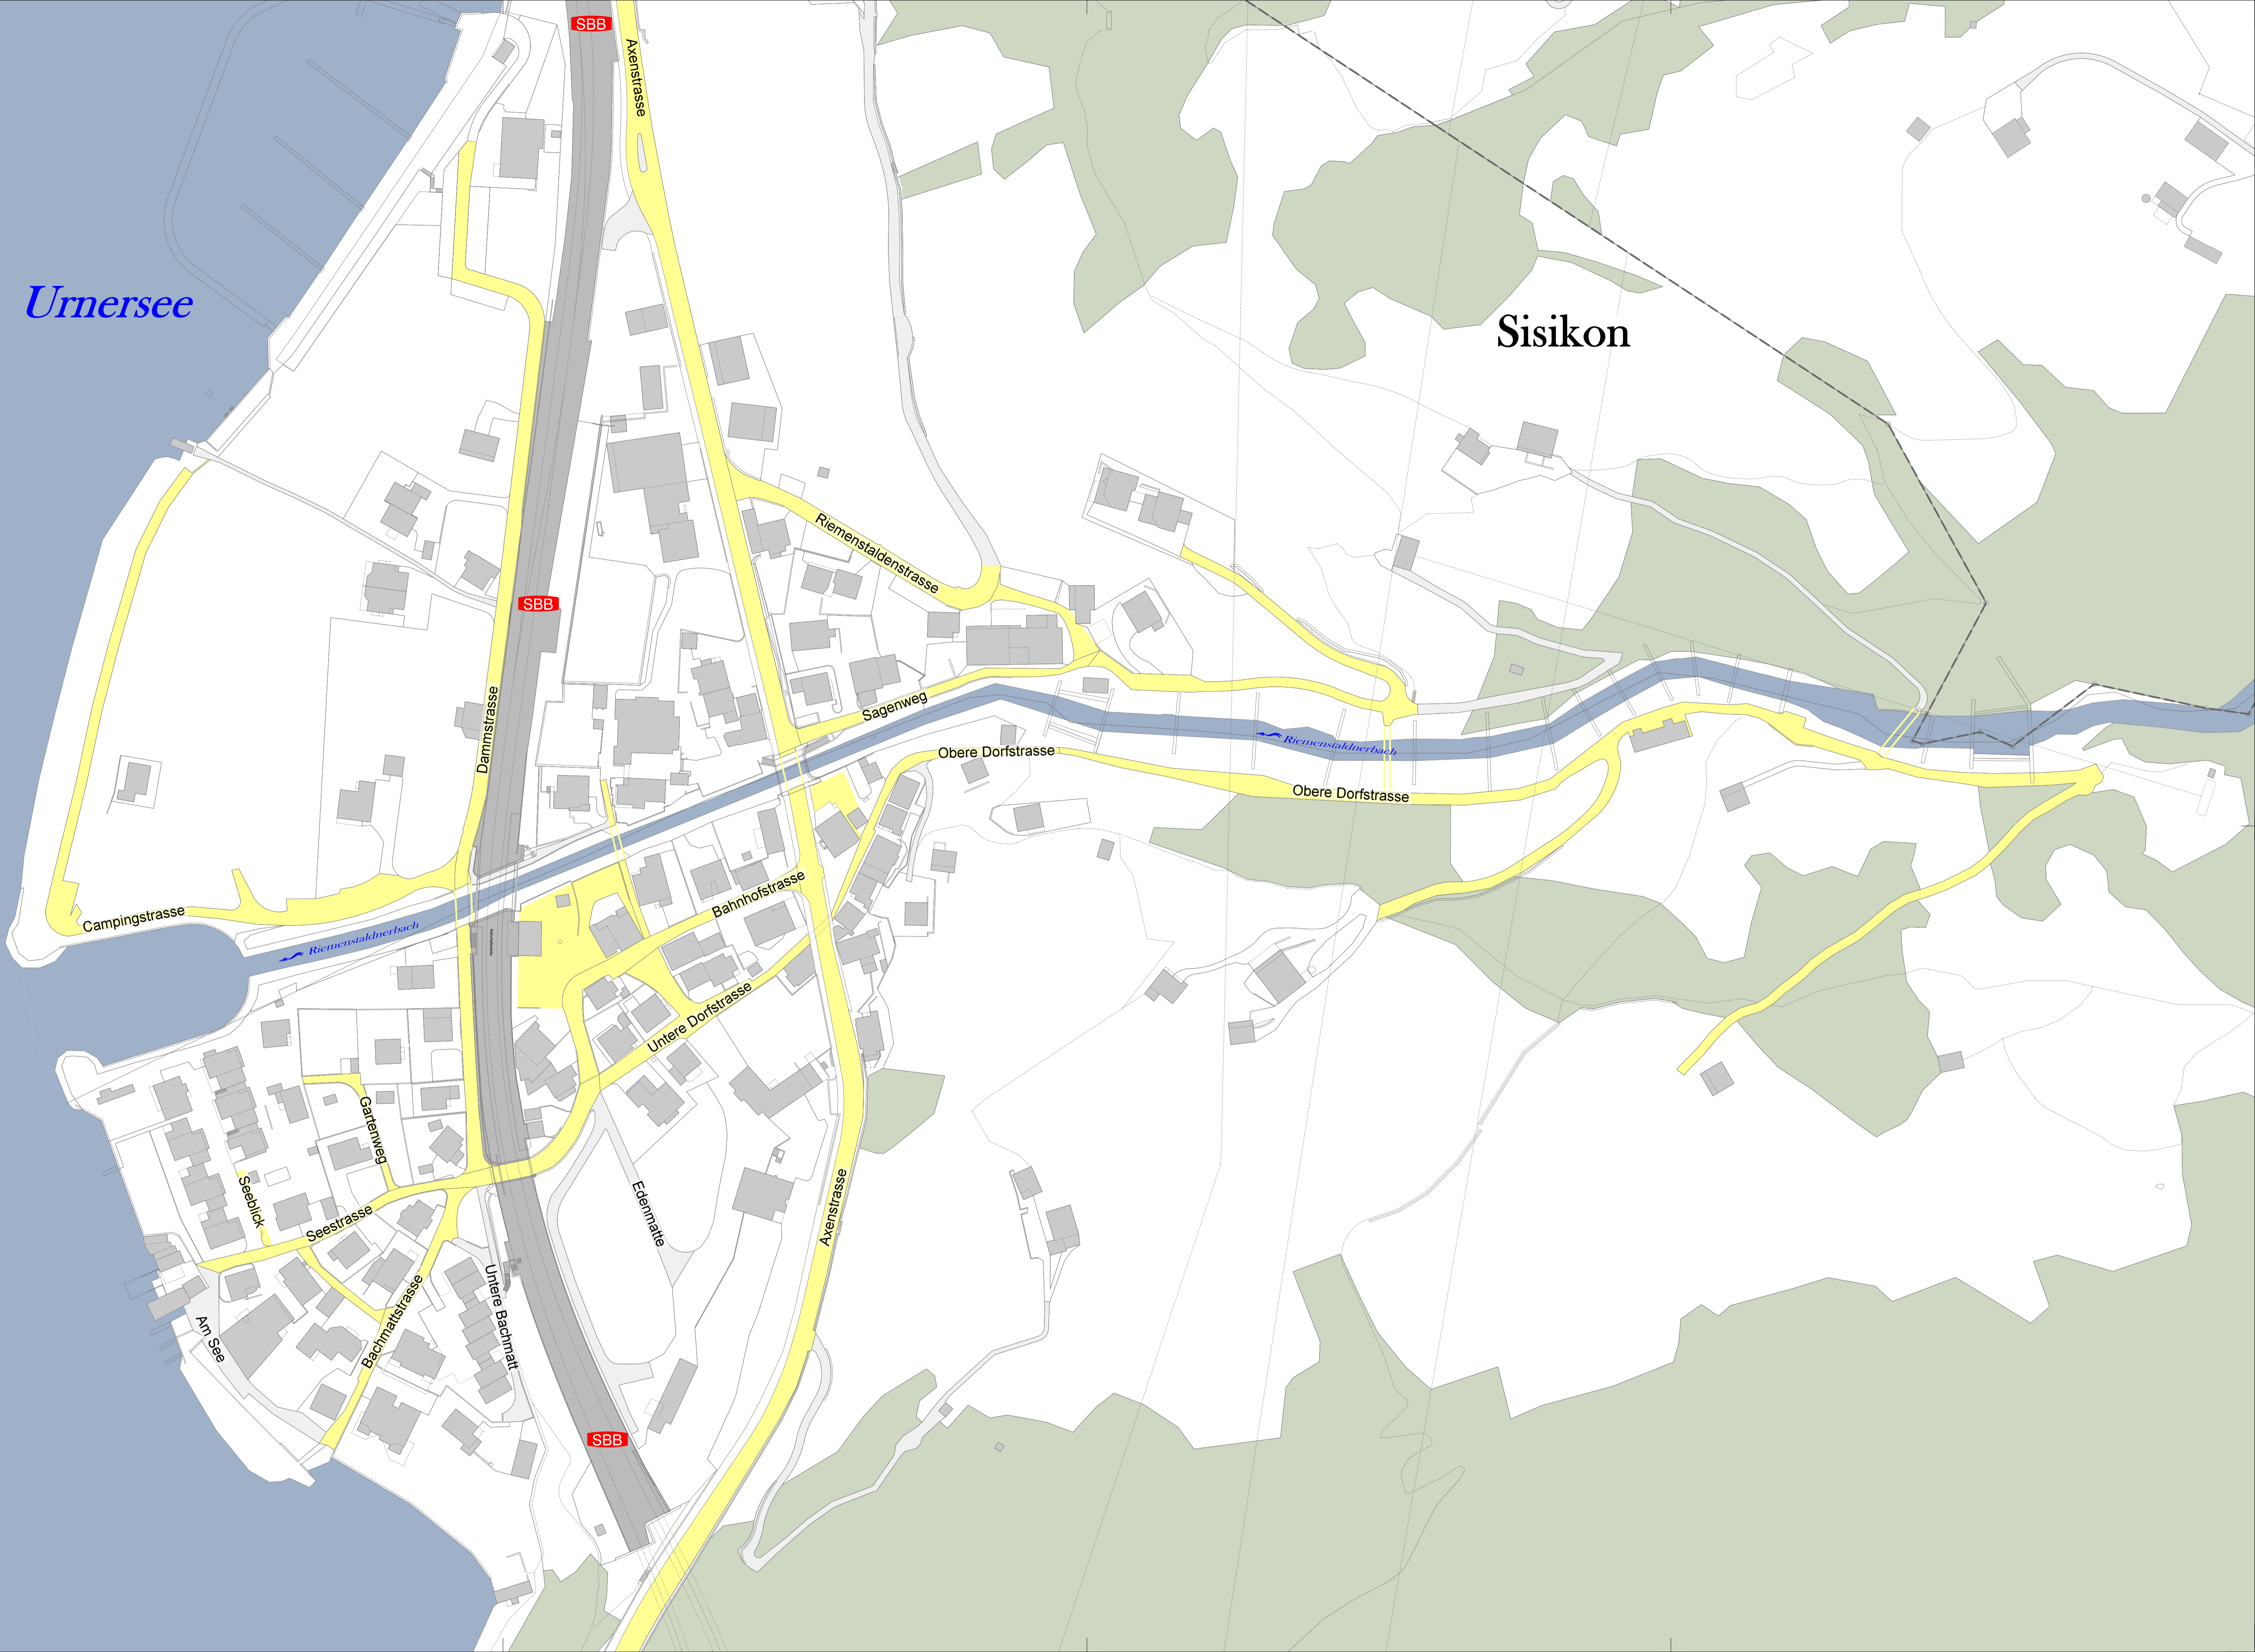 SBB
Axenstrasse
Urnersee
Sisikon
Riemenstaldenstrasse
SBB
Sagenweg
Dammstrasse
Riemenstaldnerbach
Obere Dorfstrasse
Obere Dorfstrasse
Bahnhofstrasse
Campingstrasse
Riemenstaldnerbach
Untere Dorfstrasse
Gartenweg
Seeblick
Seestrasse
Edenmatte
Axenstrasse
Untere Bachmatt
Bachmattstrasse
Am See
SBB